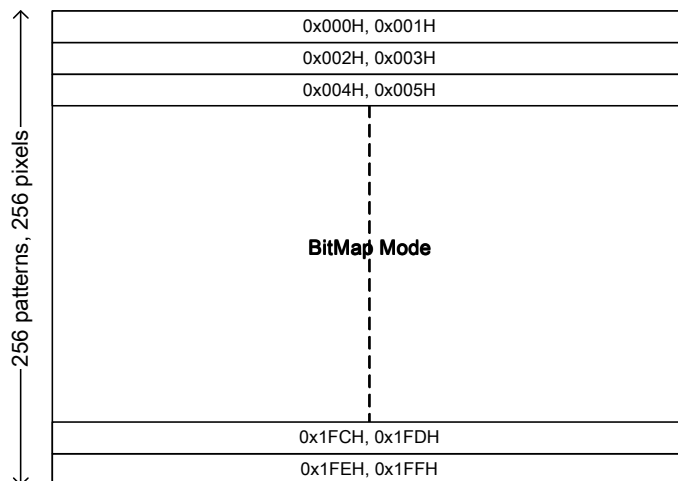 0x000H, 0x001H
0x002H, 0x003H
0x004H, 0x005H
256 patterns, 256 pixels
BitMap Mode
0x1FCH, 0x1FDH
0x1FEH, 0x1FFH